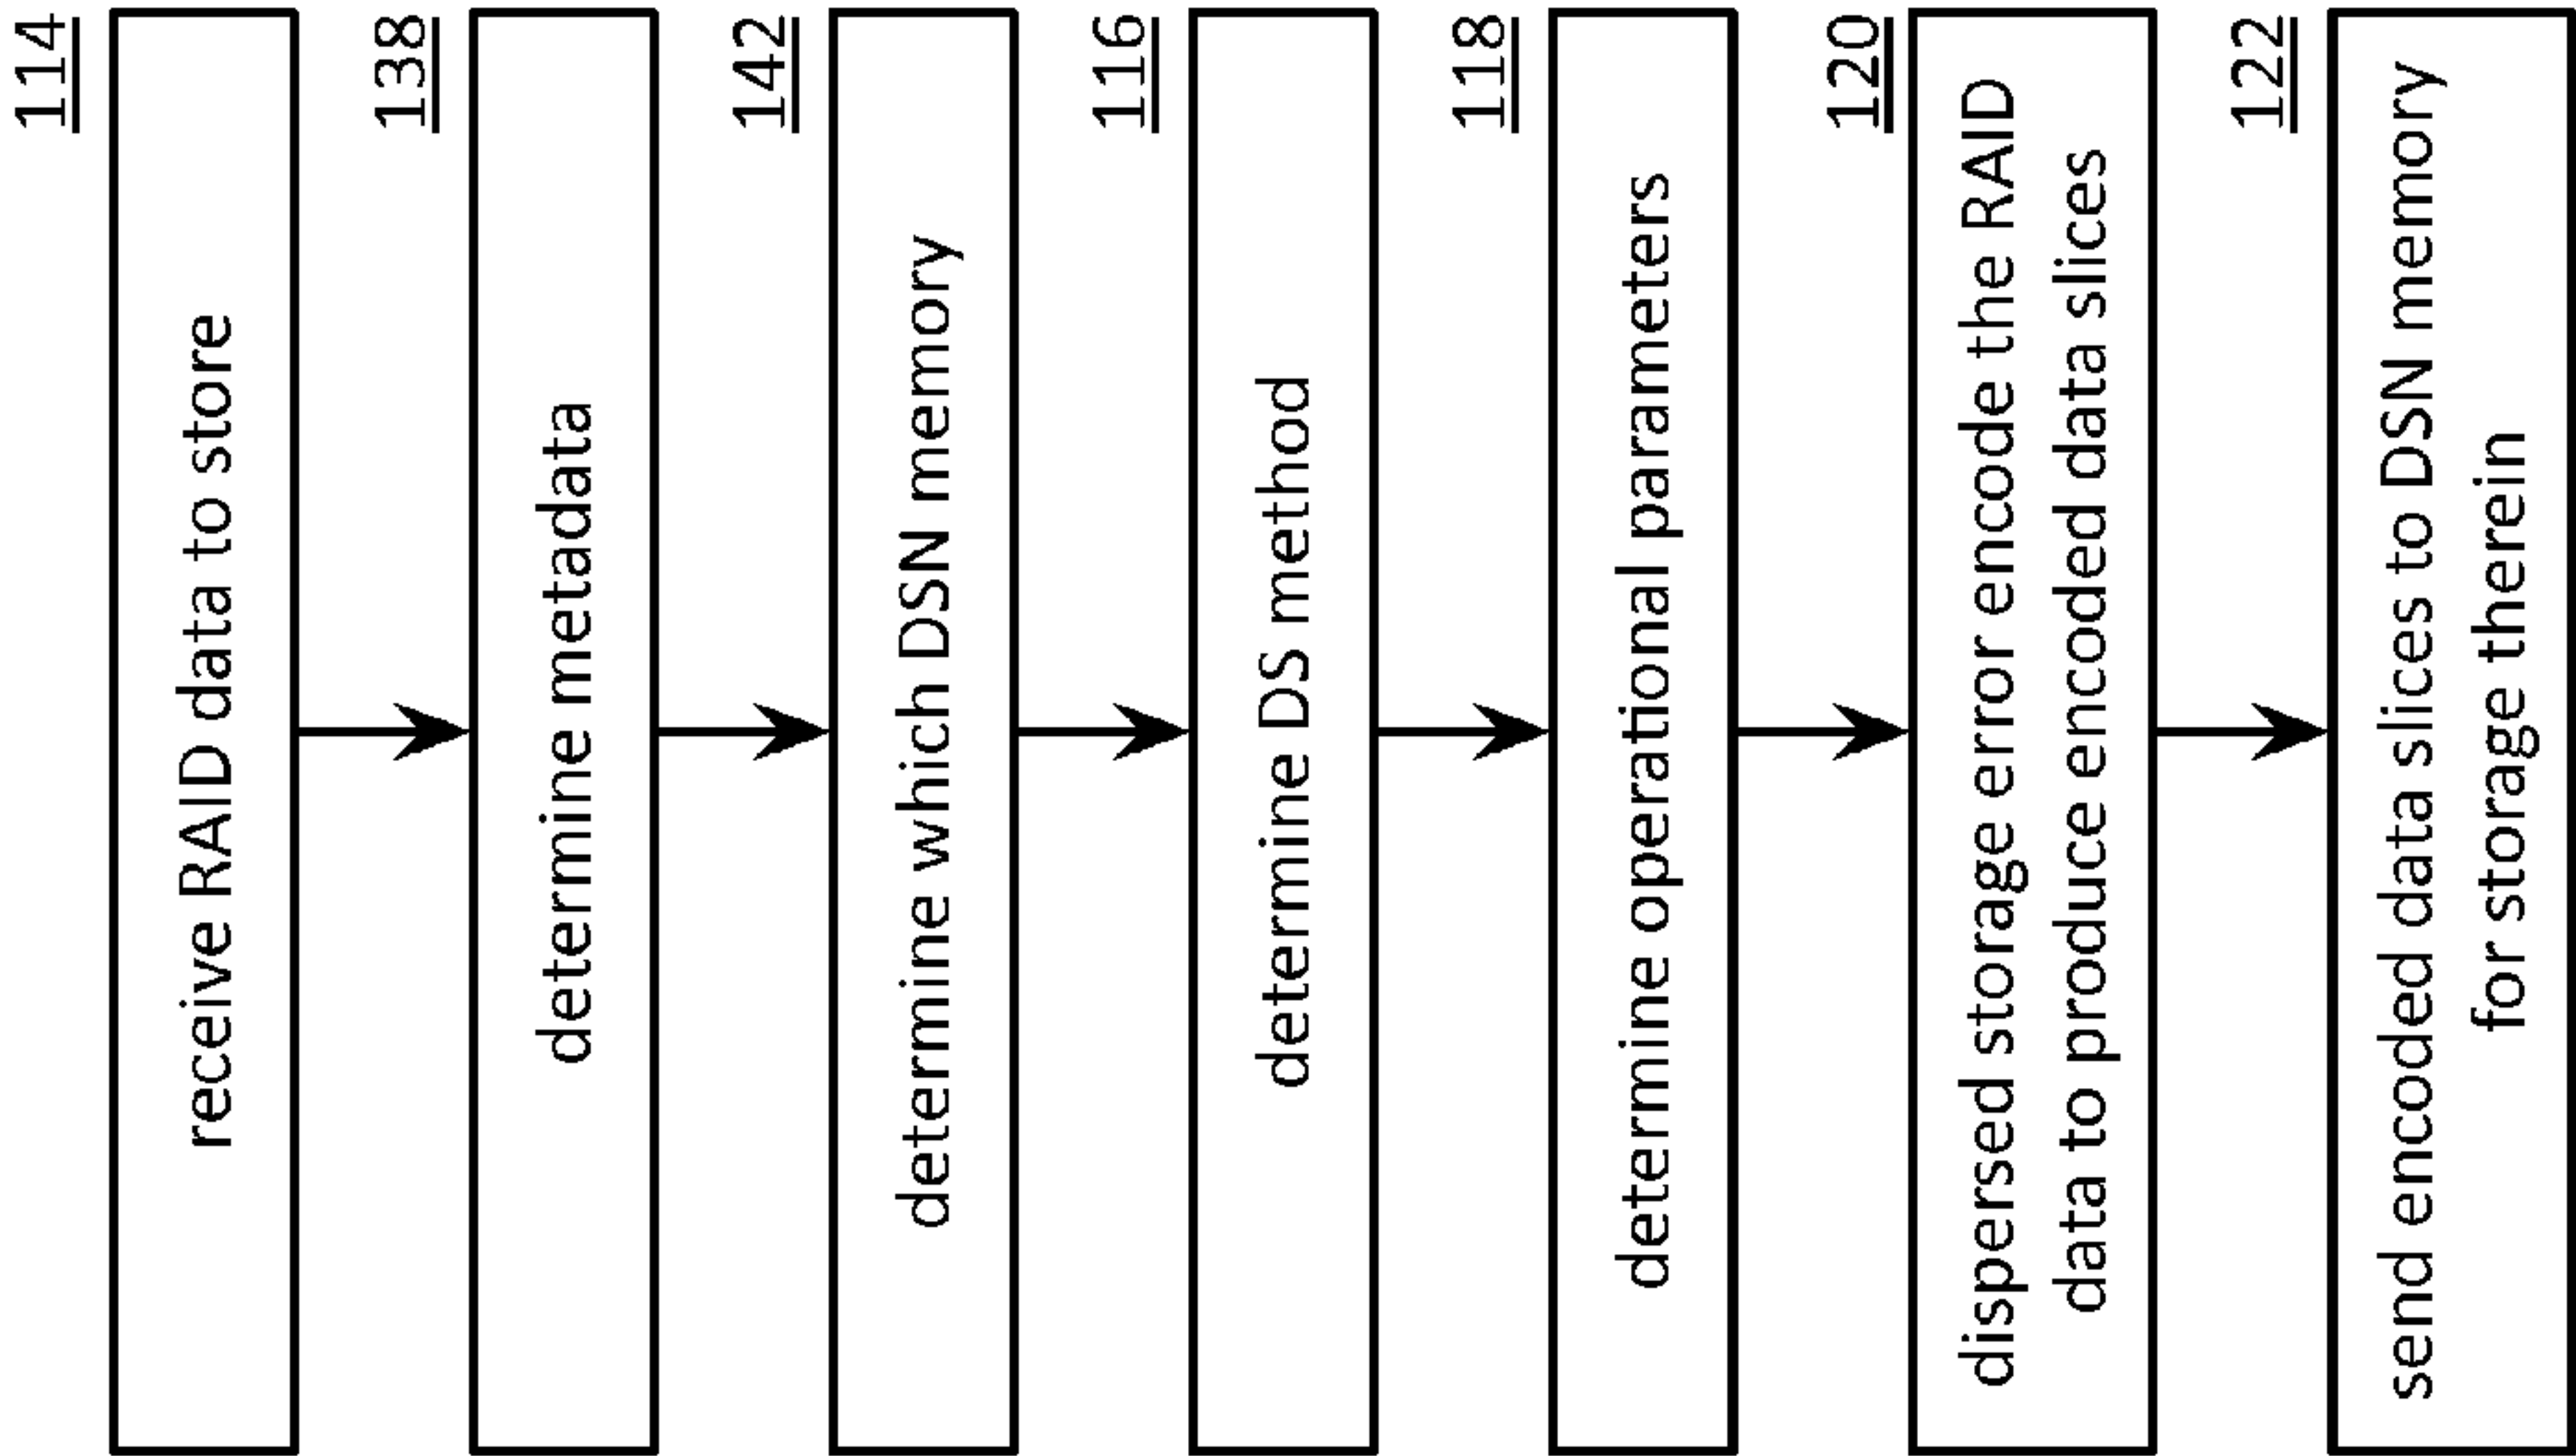 114
receive RAID data to store
138
determine metadata
142
determine which DSN memory
116
determine DS method
118
determine operational parameters
120
dispersed storage error encode the RAID
data to produce encoded data slices
122
send encoded data slices to DSN memory
for storage therein